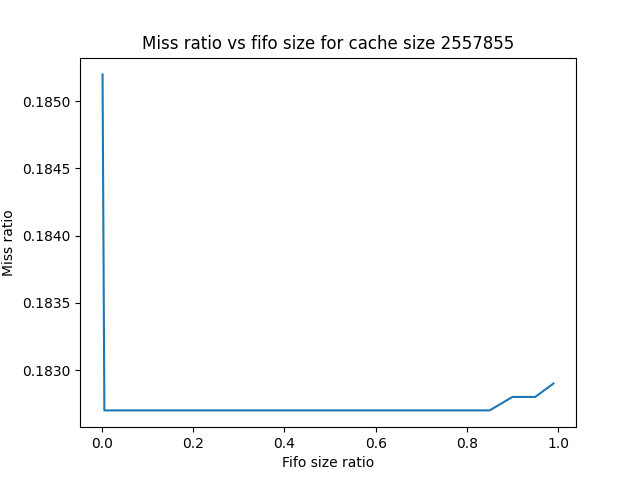 Miss ratio vs fifo size for cache size 2557855
0.1850
0.1845
0.1840
0.1835
0.1830
Miss ratio
0.0 0.2 0.4 0.6 0.8 1.0
Fifo size ratio